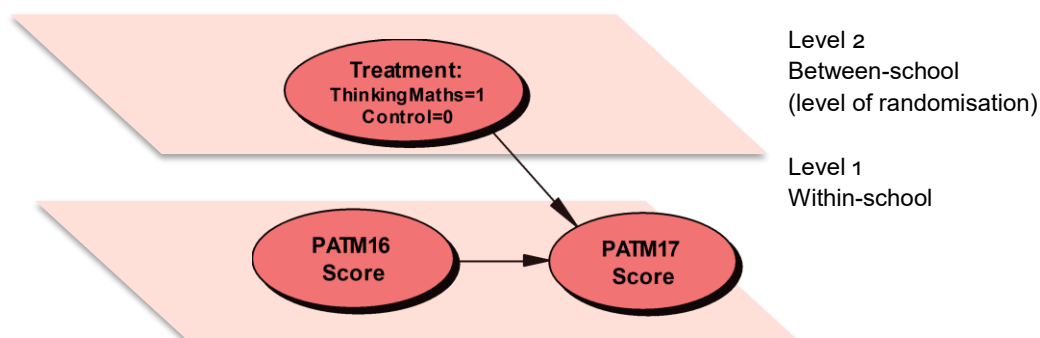 Treatment:
ThinkingMaths=1
Control=0
Level 2
Between-school
(level of randomisation)
Level 1
Within-school
PATM16
Score
PATM17
Score